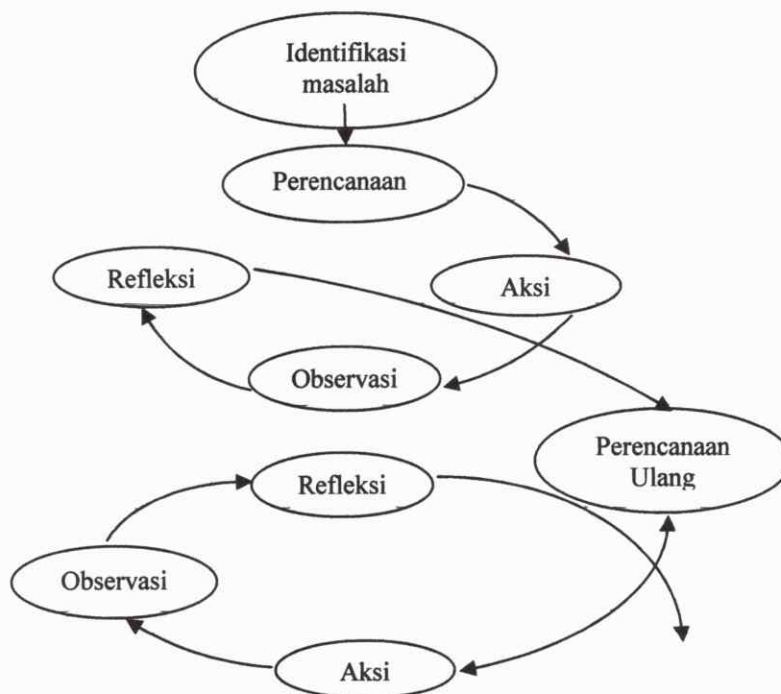 Identifikasi
masalah
Perencanaan
Refleksi
Aksi
Observasi
Perencanaan
Ulang
Refleksi
Observasi
Aksi